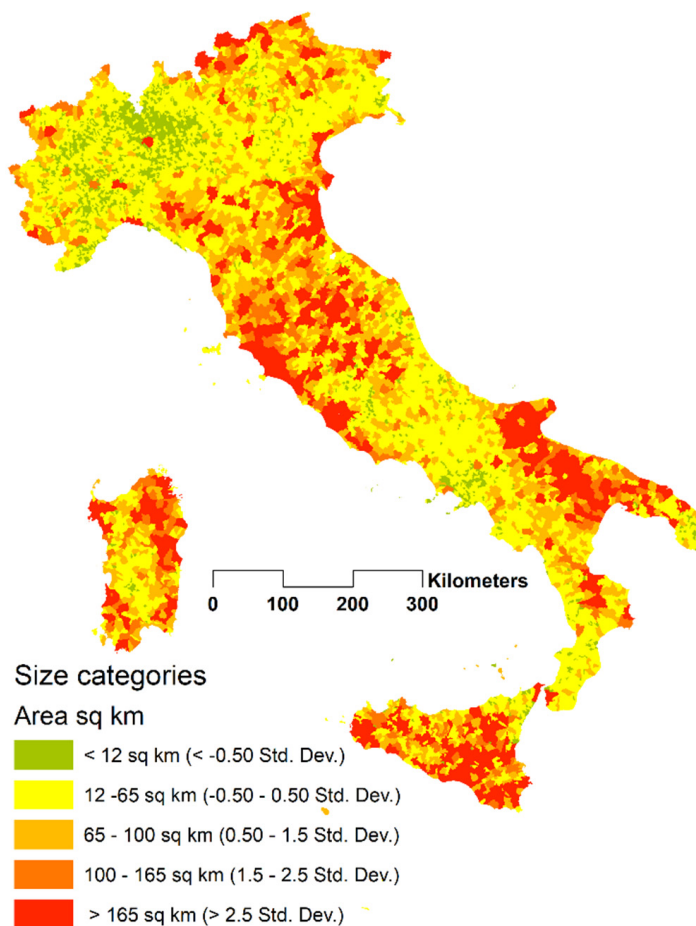 Kilometers
0 100 200 300
Size categories
Area sq km
< 12 sq km (< -0.50 Std. Dev.)
12 -65 sq km (-0.50 - 0.50 Std. Dev.)
65 - 100 sq km (0.50 - 1.5 Std. Dev.)
100 - 165 sq km (1.5 - 2.5 Std. Dev.)
> 165 sq km (> 2.5 Std. Dev.)